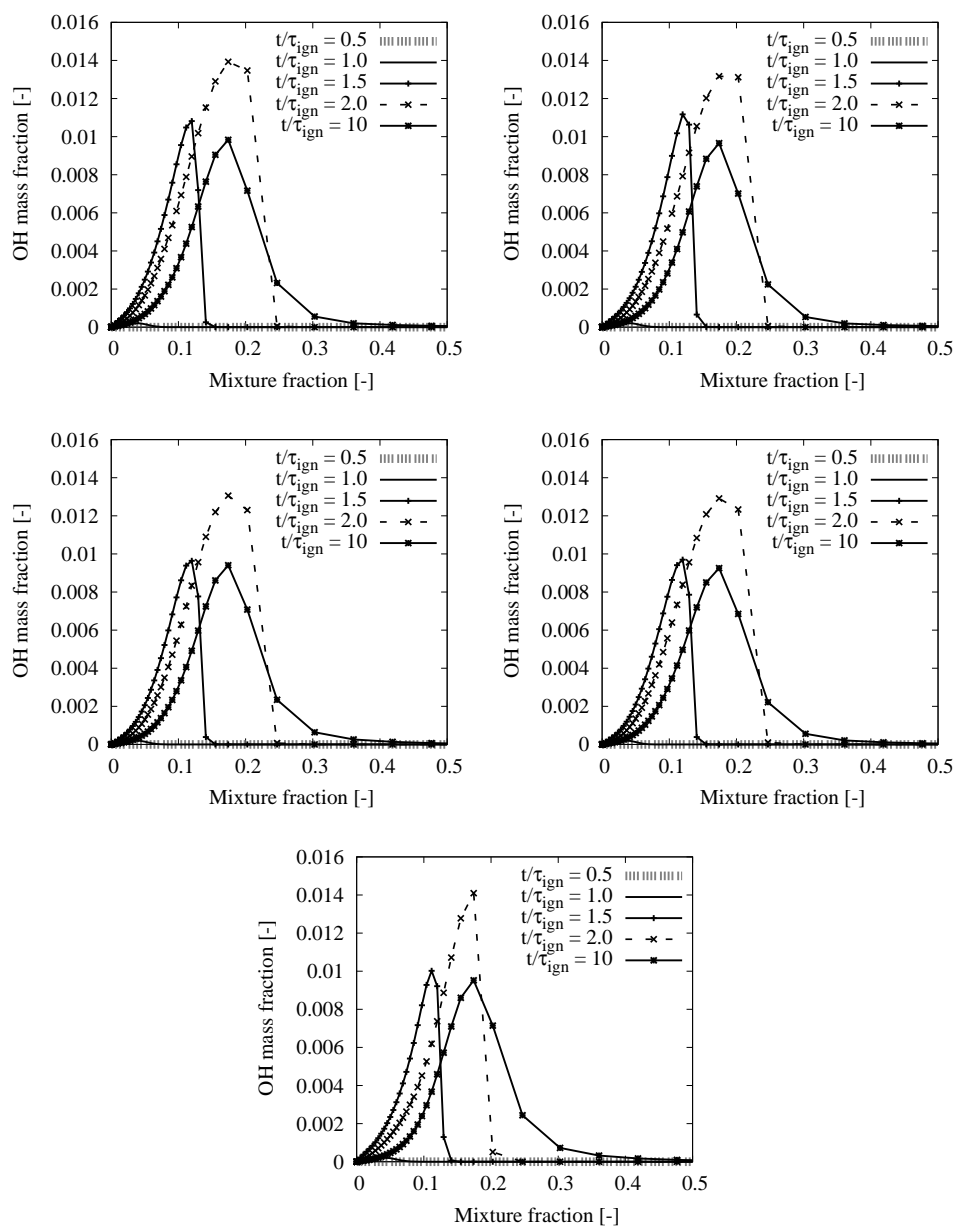 0.016
0.014
0.012
0.01
0.008
0.006
0.004
0.002
0
OH mass fraction [-]
t/τign = 0.5
t/τign = 1.0
t/τign = 1.5
t/τign = 2.0
t/τign = 10
0 0.1 0.2 0.3 0.4 0.5
Mixture fraction [-]
0.016
0.014
0.012
0.01
0.008
0.006
0.004
0.002
0
OH mass fraction [-]
t/τign = 0.5
t/τign = 1.0
t/τign = 1.5
t/τign = 2.0
t/τign = 10
0 0.1 0.2 0.3 0.4 0.5
Mixture fraction [-]
0.016
0.014
0.012
0.01
0.008
0.006
0.004
0.002
0
OH mass fraction [-]
t/τign = 0.5
t/τign = 1.0
t/τign = 1.5
t/τign = 2.0
t/τign = 10
0 0.1 0.2 0.3 0.4 0.5
Mixture fraction [-]
0.016
0.014
0.012
0.01
0.008
0.006
0.004
0.002
0
OH mass fraction [-]
t/τign = 0.5
t/τign = 1.0
t/τign = 1.5
t/τign = 2.0
t/τign = 10
0 0.1 0.2 0.3 0.4 0.5
Mixture fraction [-]
0.016
0.014
0.012
0.01
0.008
0.006
0.004
0.002
0
OH mass fraction [-]
t/τign = 0.5
t/τign = 1.0
t/τign = 1.5
t/τign = 2.0
t/τign = 10
0 0.1 0.2 0.3 0.4 0.5
Mixture fraction [-]